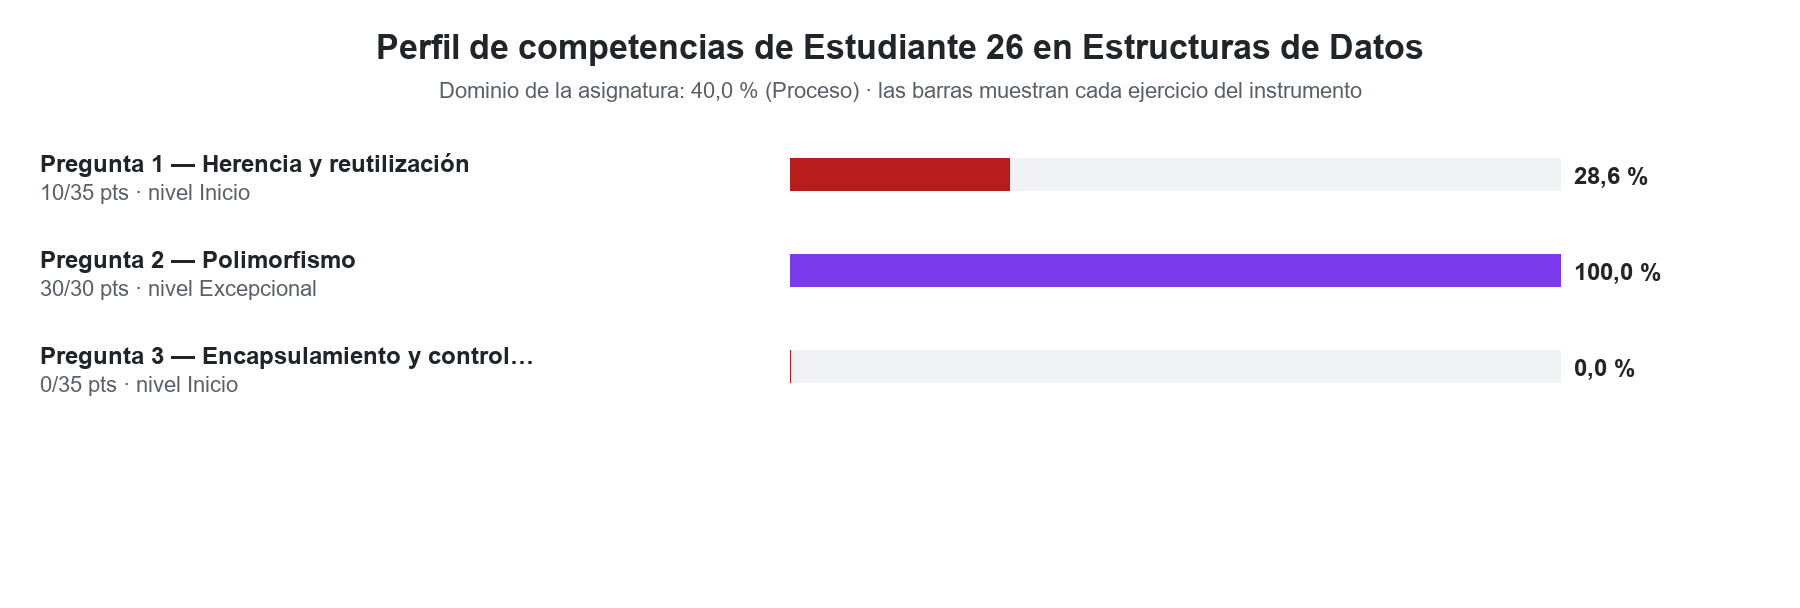 Perfil de competencias de Estudiante 26 en Estructuras de Datos
Dominio de la asignatura: 40,0 % (Proceso) · las barras muestran cada ejercicio del instrumento
Pregunta 1 — Herencia y reutilización
10/35 pts · nivel Inicio
28,6 %
Pregunta 2 — Polimorfismo
30/30 pts · nivel Excepcional
100,0 %
Pregunta 3 — Encapsulamiento y control…
0/35 pts · nivel Inicio
0,0 %